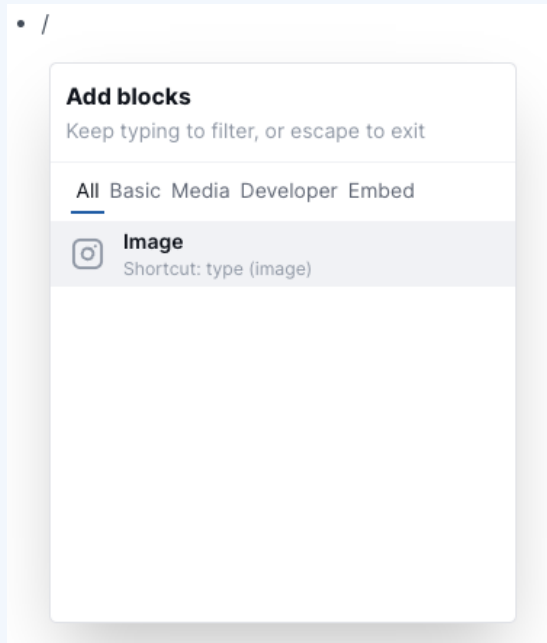 • /
Add blocks
Keep typing to filter, or escape to exit
All Basic Media Developer Embed
Image
Shortcut: type (image)